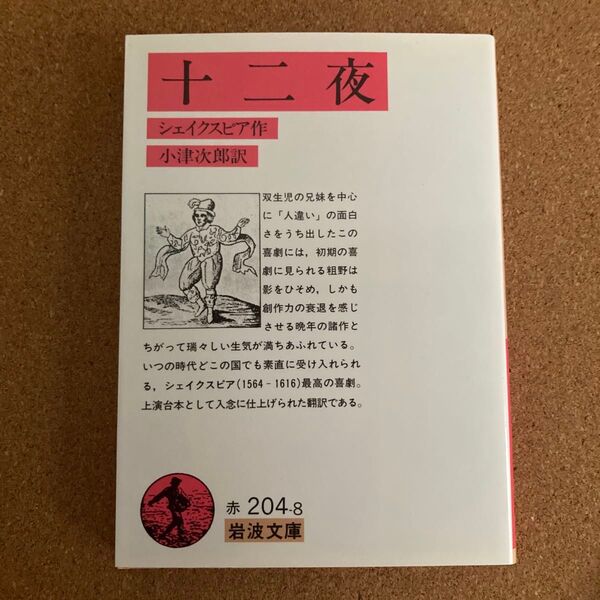 十二夜
シェイクスピア作
小津次郎訳
双生児の兄妹を中心
に「人違い」の面白
さをうち出したこの
喜劇には，初期の喜
劇に見られる粗野は
影をひそめ，しかも
創作力の衰退を感じ
させる晩年の諸作と
ちがって瑞々しい生気が満ちあふれている。
いつの時代どこの国でも素直に受け入れられ
る，シェイクスピア(1564‐1616)最高の喜劇。
上演台本として入念に仕上げられた翻訳である。
赤 204-8
岩波文庫